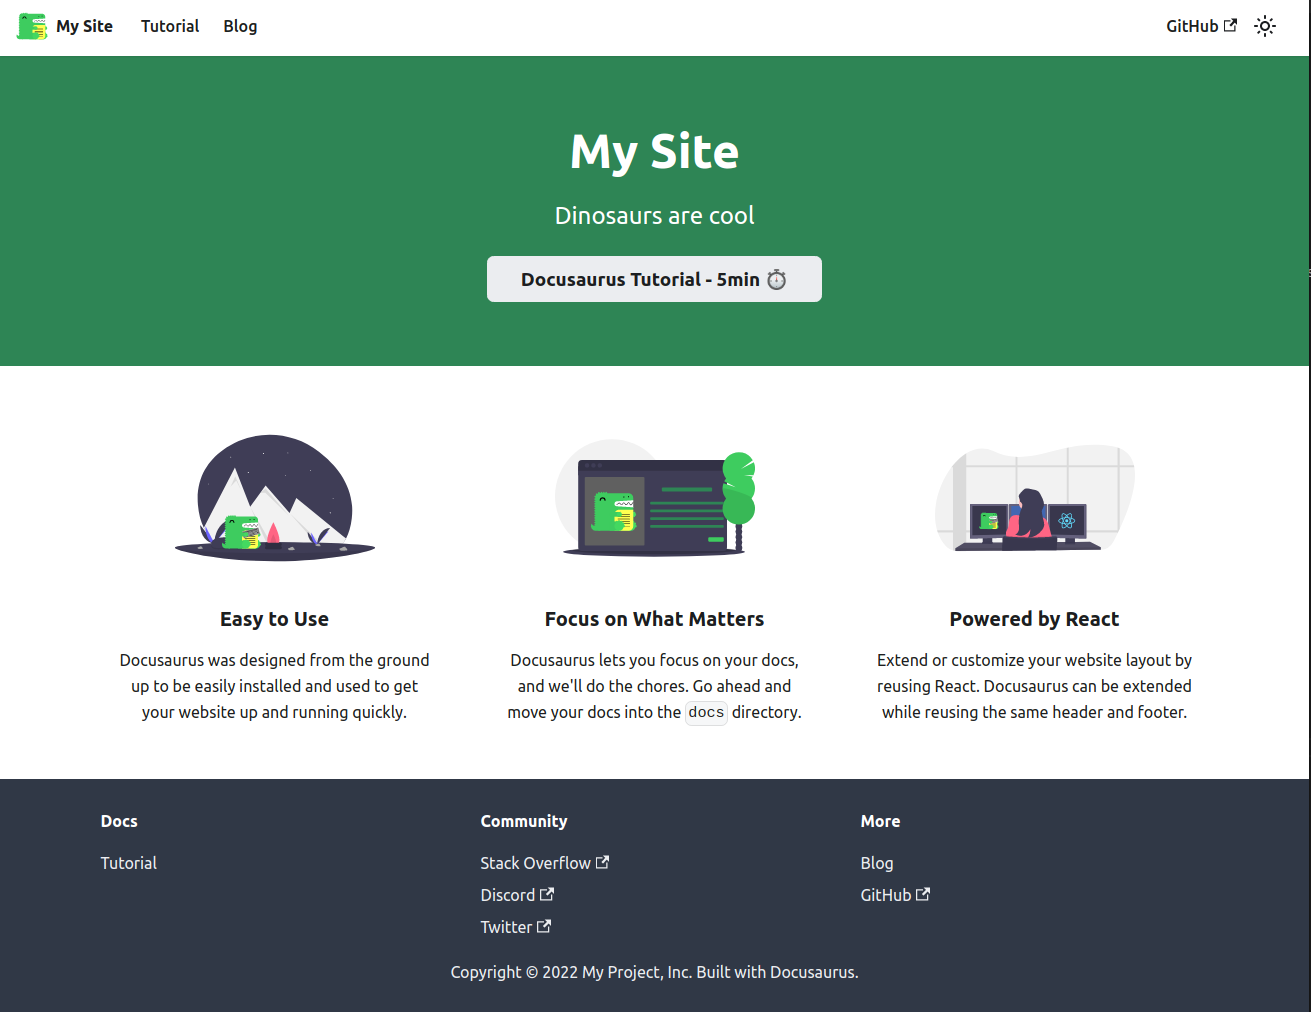 My Site Tutorial Blog GitHub
My Site
Dinosaurs are cool
Docusaurus Tutorial - 5min ⏱️
Easy to Use
Docusaurus was designed from the ground
up to be easily installed and used to get
your website up and running quickly.
Focus on What Matters
Docusaurus lets you focus on your docs,
and we'll do the chores. Go ahead and
move your docs into the docs directory.
Powered by React
Extend or customize your website layout by
reusing React. Docusaurus can be extended
while reusing the same header and footer.
Docs
Tutorial
Community
Stack Overflow
Discord
Twitter
More
Blog
GitHub
Copyright © 2022 My Project, Inc. Built with Docusaurus.